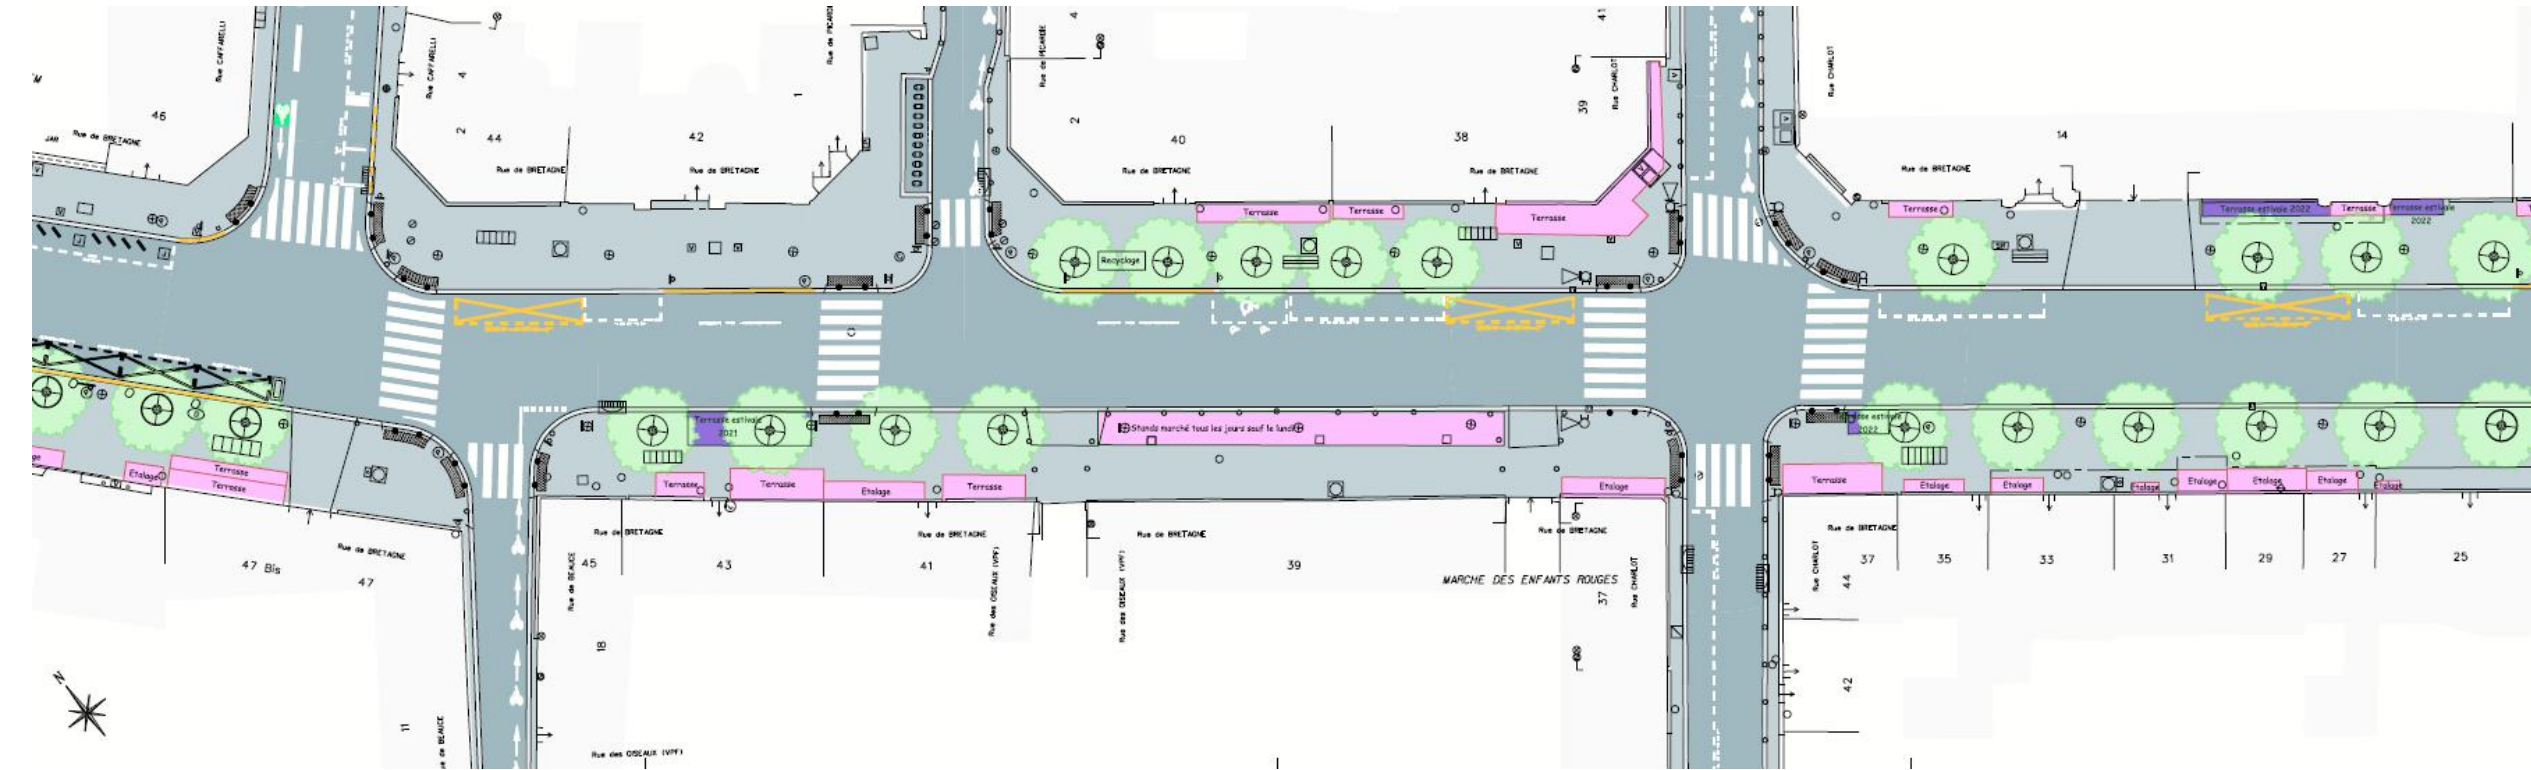 Rue CAFFARELLI
Rue CAFFARELLI
Rue de PICARDIE
Rue de PICARDIE
4
41
Rue CHARLOT
Rue CHARLOT
46
JAR
Rue de BRETAGNE
4
2
44
42
1
Rue de BRETAGNE
Rue de BRETAGNE
2
40
38
39
Rue de BRETAGNE
Rue de BRETAGNE
14
Rue de BRETAGNE
Terrasse
Terrasse
Terrasse
Terrasse
Terrasse estivale 2022
Terrasse
Terrasse estivale
2022
Recyclage
Terrasse estivale
2021
Stands marché tous les jours sauf le lundi
Terrasse estivale
2022
Etalage
Terrasse
Terrasse
Terrasse
Terrasse
Etalage
Terrasse
Etalage
Terrasse
Etalage
Etalage
Etalage
Etalage
Etalage
Etalage
Etalage
Rue de BRETAGNE
Rue de BRETAGNE
Rue de BRETAGNE
Rue de BRETAGNE
Rue de BRETAGNE
Rue de BRETAGNE
47 Bis
47
Rue de BEAUCE
45
43
41
Rue des OISEAUX (VPF)
Rue des OISEAUX (VPF)
39
MARCHE DES ENFANTS ROUGES
37
Rue CHARLOT
Rue CHARLOT
44
37
35
33
31
29
27
25
18
42
N
11
Rue de BEAUCE
Rue des OISEAUX (VPF)